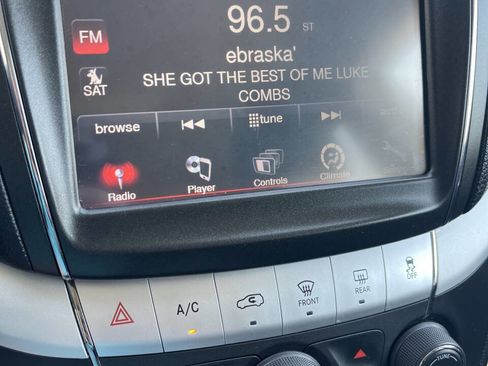 FM
96.5 ST
ebraska'
SAT
SHE GOT THE BEST OF ME LUKE
COMBS
browse
tune
Radio
Player
Controls
Climate
A/C
FRONT
REAR
OFF
TUNE